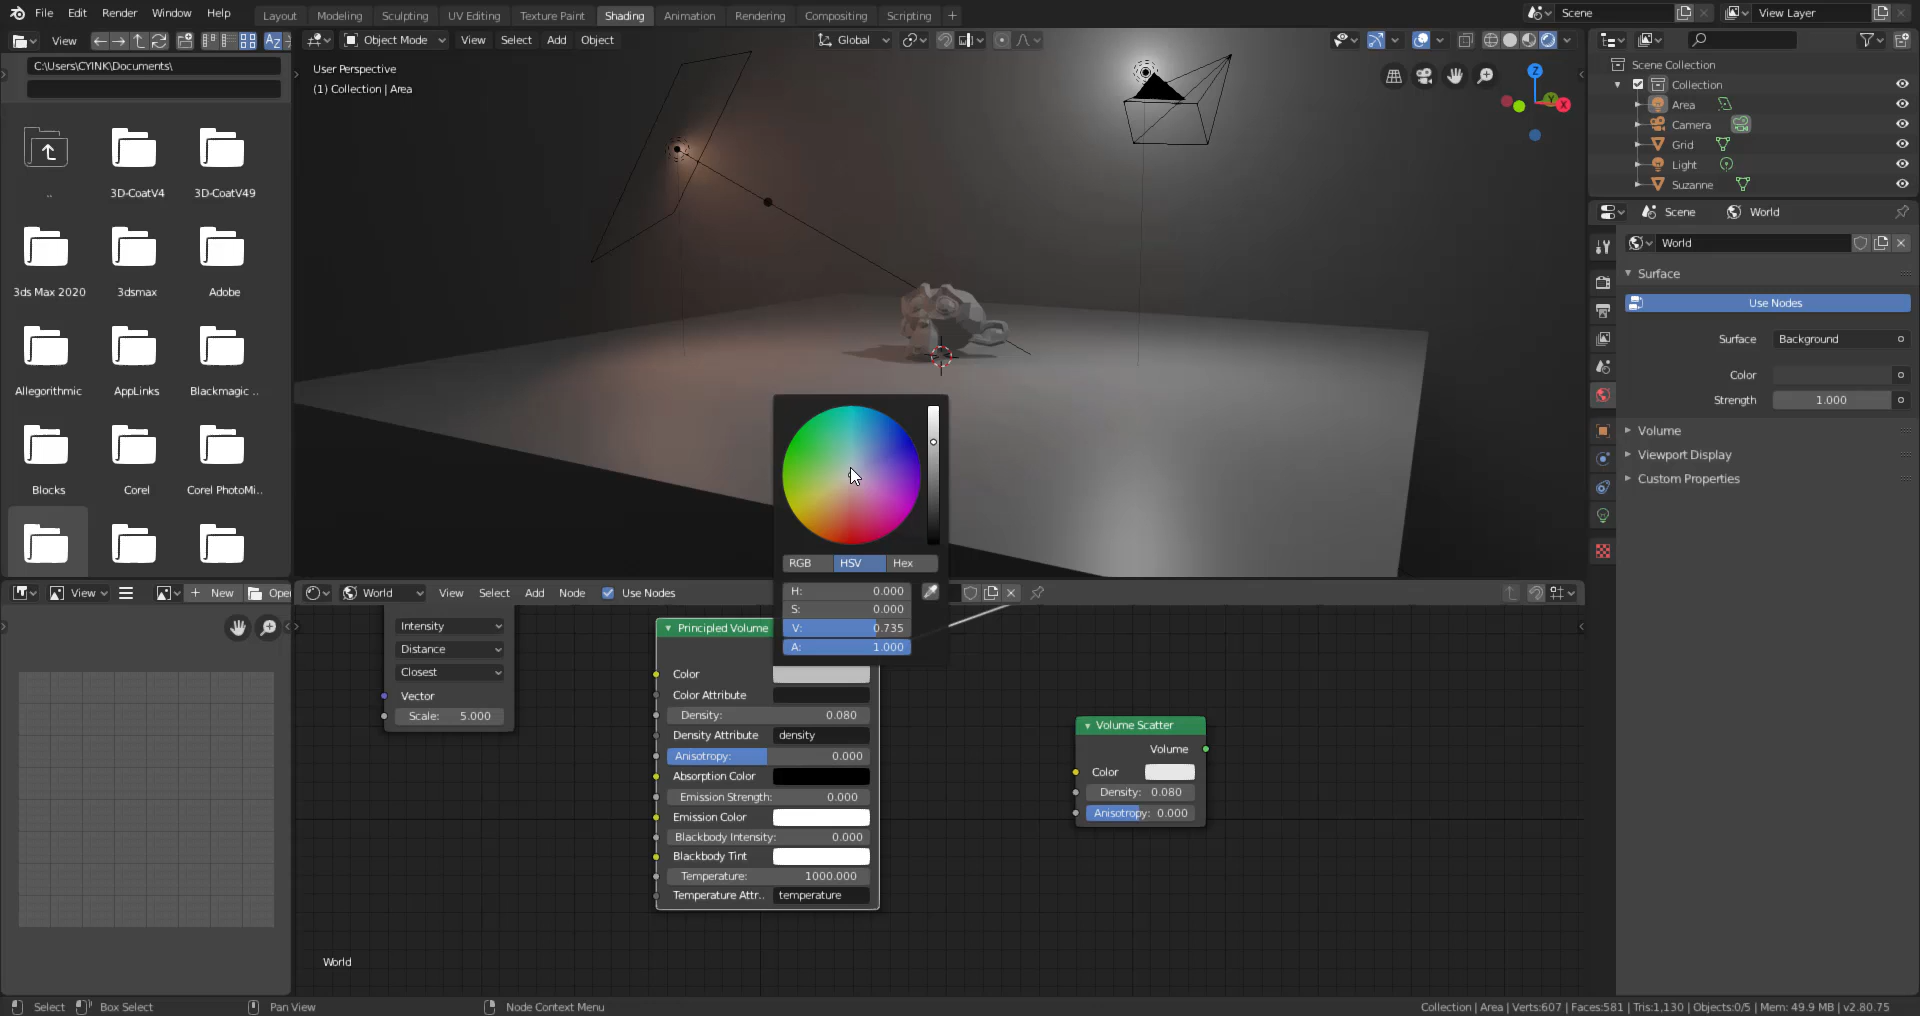 File Edit Render Window Help
Layout Modeling Sculpting UV Editing Texture Paint Shading Animation Rendering Compositing Scripting +
Scene
View Layer
View
Object Mode View Select Add Object
Global
C:\Users\CYINK\Documents\
User Perspective
(1) Collection | Area
..
3D-CoatV4
3D-CoatV49
3ds Max 2020
3dsmax
Adobe
Allegorithmic
AppLinks
Blackmagic ..
Blocks
Corel
Corel PhotoMi..
Z
Y
X
Scene Collection
Collection
Area
Camera
Grid
Light
Suzanne
Scene World
World
Surface
Use Nodes
Surface Background
Color
Strength 1.000
Volume
Viewport Display
Custom Properties
RGB HSV Hex
H: 0.000
S: 0.000
V: 0.735
A: 1.000
View + New Open
World View Select Add Node Use Nodes
Intensity
Distance
Closest
Vector
Scale: 5.000
Principled Volume
Color
Color Attribute
Density: 0.080
Density Attribute density
Anisotropy: 0.000
Absorption Color
Emission Strength: 0.000
Emission Color
Blackbody Intensity: 0.000
Blackbody Tint
Temperature: 1000.000
Temperature Attr.. temperature
Volume Scatter
Volume
Color
Density: 0.080
Anisotropy: 0.000
World
Select Box Select Pan View Node Context Menu
Collection | Area | Verts:607 | Faces:581 | Tris:1,130 | Objects:0/5 | Mem: 49.9 MB | v2.80.75